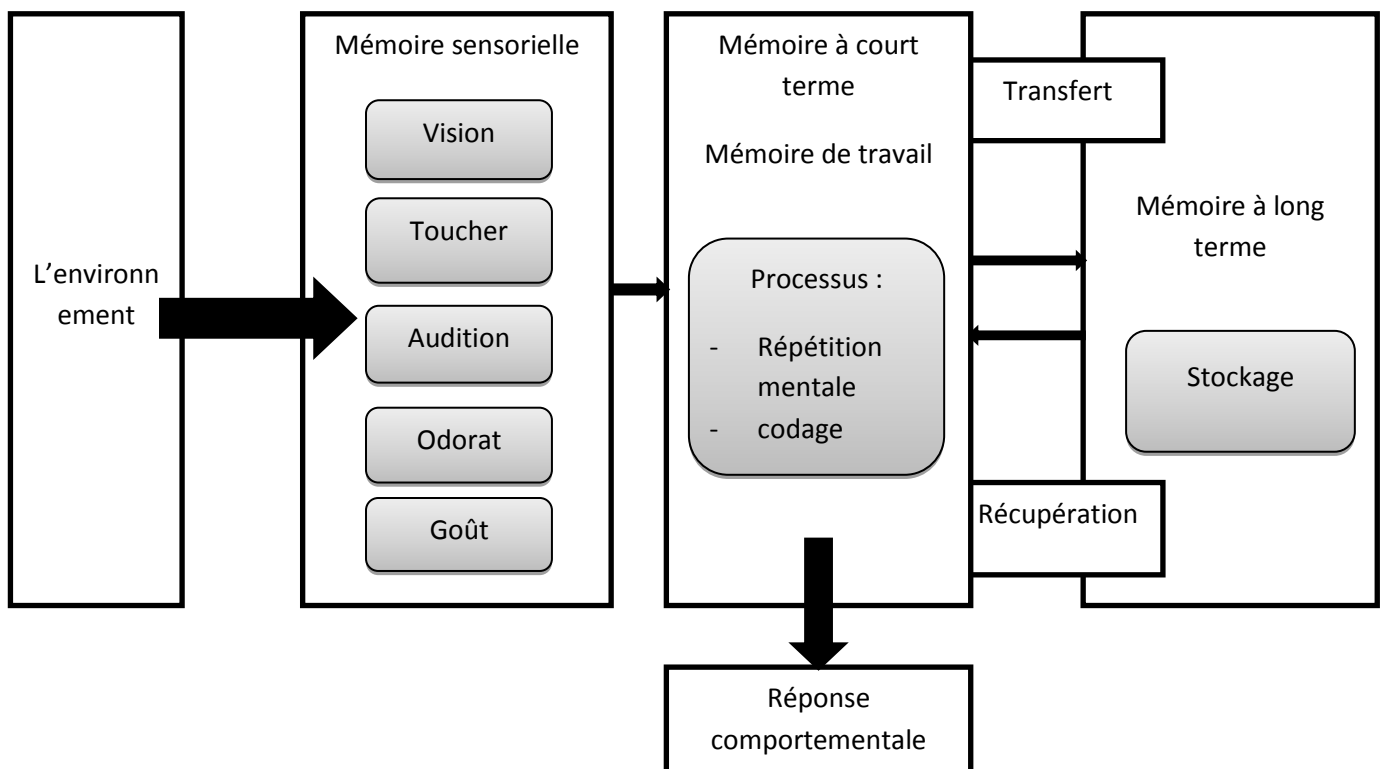 L’environn
ement
Mémoire sensorielle
Vision
Toucher
Audition
Odorat
Goût
Mémoire à court
terme
Mémoire de travail
Processus :
- Répétition
mentale
- codage
Transfert
Récupération
Mémoire à long
terme
Stockage
Réponse
comportementale